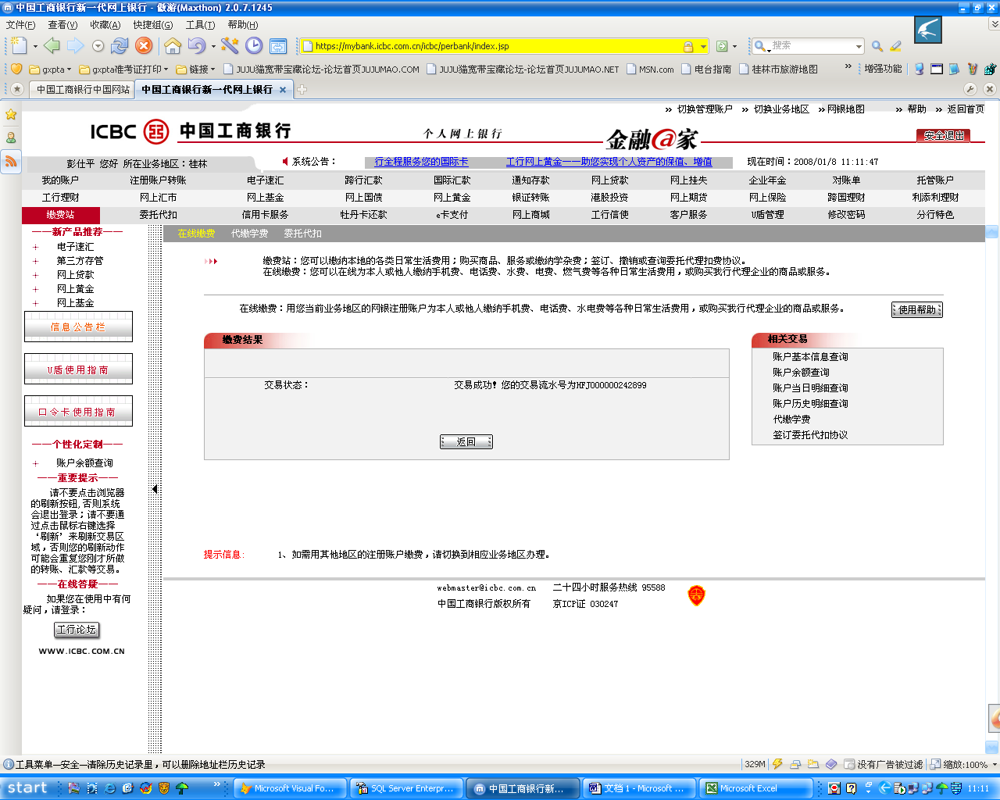 中国工商银行新一代网上银行 - 傲游(Maxthon) 2.0.7.1245
文件(F) 查看(V) 收藏(A) 快捷组(G) 工具(T) 帮助(H)
https://mybank.icbc.com.cn/icbc/perbank/index.jsp 搜索
gxpta gxpta准考证打印 链接 JUJU猫宽带宝藏论坛-论坛首页JUJUMAO.COM JUJU猫宽带宝藏论坛-论坛首页JUJUMAO.NET MSN.com 电台指南 桂林市旅游地图 » 增强功能
中国工商银行中国网站 中国工商银行新一代网上银行
» 切换管理账户 » 切换业务地区 »网银地图 » 帮助 » 返回首页
ICBC 中国工商银行 个人网上银行 金融@家 安全退出
彭仕平 您好 所在业务地区：桂林 系统公告： 行全程服务您的国际卡 工行网上黄金——助您实现个人资产的保值、增值 现在时间：2008/01/8 11:11:47
我的账户 注册账户转账 电子速汇 跨行汇款 国际汇款 通知存款 网上贷款 网上挂失 企业年金 对账单 托管账户
工行理财 网上汇市 网上基金 网上国债 网上黄金 银证转账 港股投资 网上期货 网上保险 跨国理财 利添利理财
缴费站 委托代扣 信用卡服务 牡丹卡还款 e卡支付 网上商城 工行信使 客户服务 U盾管理 修改密码 分行特色
——新产品推荐——
电子速汇
第三方存管
网上贷款
网上黄金
网上基金
信息公告栏
U盾使用指南
口令卡使用指南
——个性化定制——
账户余额查询
——重要提示——
请不要点击浏览器
的刷新按钮,否则系统
会退出登录；请不要通
过点击鼠标右键选择
‘刷新’来刷新交易区
域，否则您的刷新动作
可能会重复您刚才所做
的转账、汇款等交易。
——在线答疑——
如果您在使用中有何
疑问，请登录：
工行论坛
WWW.ICBC.COM.CN
在线缴费 代缴学费 委托代扣
缴费站：您可以缴纳本地的各类日常生活费用；购买商品、服务或缴纳学杂费；签订、撤销或查询委托代理扣费协议。
在线缴费：您可以在线为本人或他人缴纳手机费、电话费、水费、电费、燃气费等各种日常生活费用，或购买我行代理企业的商品或服务。
在线缴费：用您当前业务地区的网银注册账户为本人或他人缴纳手机费、电话费、水电费等各种日常生活费用，或购买我行代理企业的商品或服务。 使用帮助
缴费结果
交易状态： 交易成功！您的交易流水号为HFJ000000242899
返回
相关交易
账户基本信息查询
账户余额查询
账户当日明细查询
账户历史明细查询
代缴学费
签订委托代扣协议
提示信息： 1、如需用其他地区的注册账户缴费，请切换到相应业务地区办理。
webmaster@icbc.com.cn 二十四小时服务热线 95588
中国工商银行版权所有 京ICP证 030247
工具菜单—安全—清除历史记录里，可以删除地址栏历史记录 329M 没有广告被过滤 缩放:100%
start Microsoft Visual Fo... SQL Server Enterpr... 中国工商银行新... 文档 1 - Microsoft ... Microsoft Excel 11:11